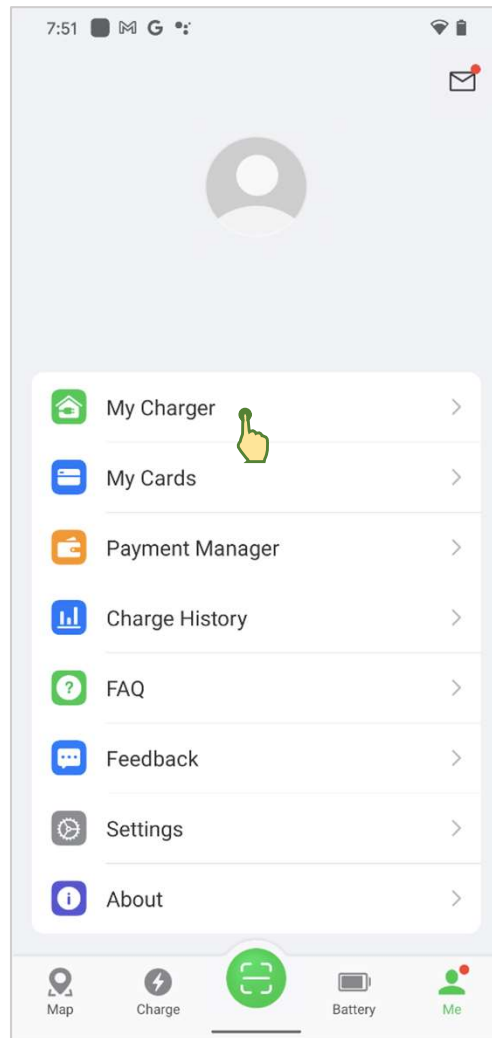 7:51
My Charger
My Cards
Payment Manager
Charge History
FAQ
Feedback
Settings
About
Map Charge Battery Me